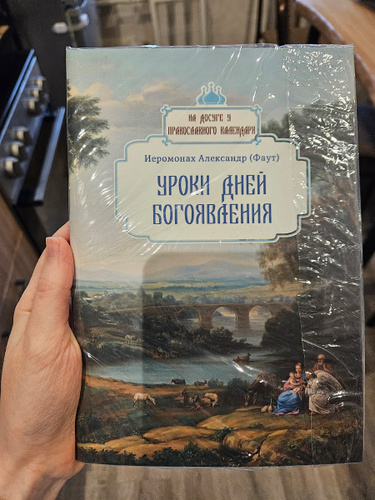 НА ДОСУГЕ У
ПРАВОСЛАВНОГО КАЛЕНДАРЯ
Иеромонах Александр (Фаут)
УРОКИ ДНЕЙ
БОГОЯВЛЕНИЯ